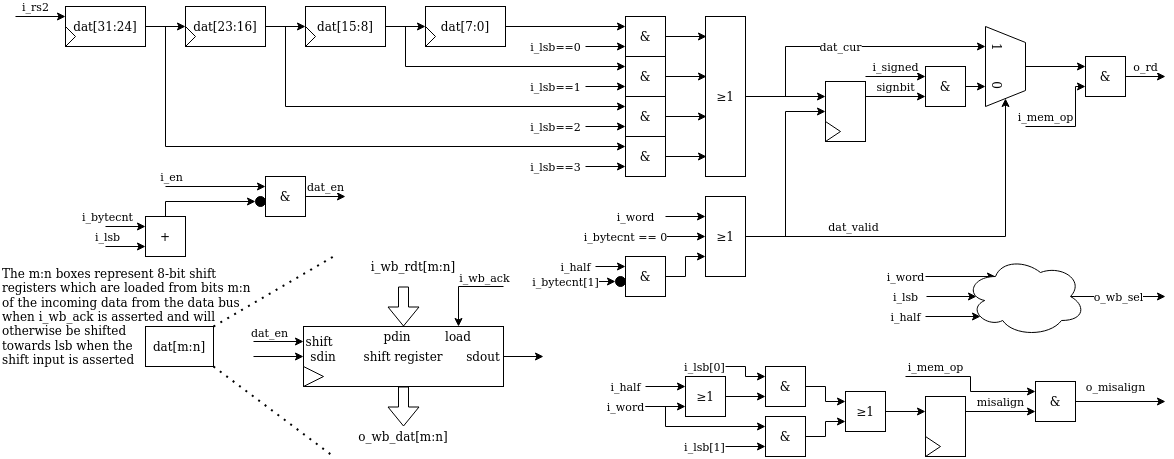 i_rs2
dat[31:24]
dat[23:16]
dat[15:8]
dat[7:0]
i_lsb==0
&
i_lsb==1
&
i_lsb==2
&
i_lsb==3
&
≥1
dat_cur
i_signed
signbit
&
1
0
i_mem_op
&
o_rd
i_en
&
dat_en
i_bytecnt
i_lsb
+
i_word
i_bytecnt == 0
i_half
i_bytecnt[1]
&
≥1
dat_valid
The m:n boxes represent 8-bit shift
registers which are loaded from bits m:n
of the incoming data from the data bus
when i_wb_ack is asserted and will
otherwise be shifted
towards lsb when the
shift input is asserted
dat[m:n]
i_wb_rdt[m:n]
i_wb_ack
dat_en
pdin
load
shift
sdin
shift register
sdout
o_wb_dat[m:n]
i_word
i_lsb
i_half
o_wb_sel
i_lsb[0]
i_half
i_word
≥1
&
i_lsb[1]
&
≥1
i_mem_op
misalign
&
o_misalign